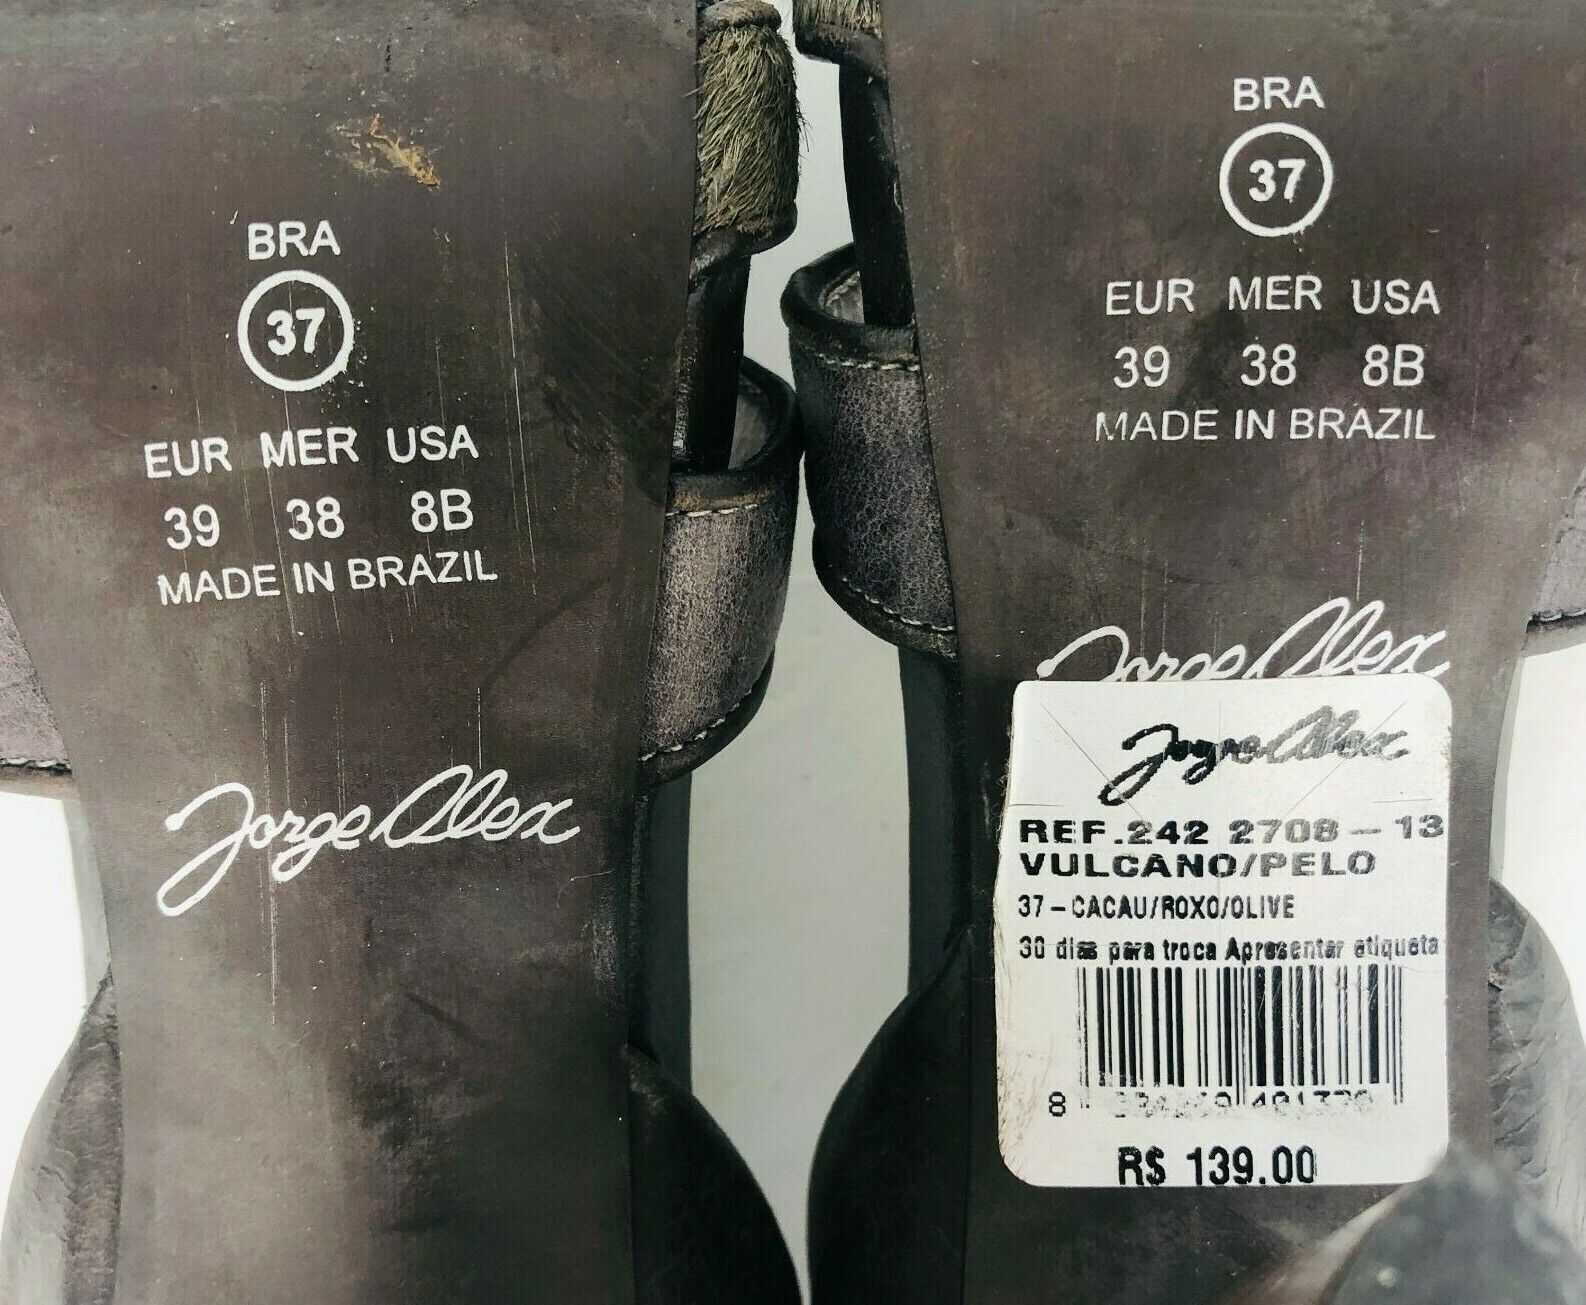 BRA
37
EUR MER USA
39 38 8B
MADE IN BRAZIL
Jorge Alex
BRA
37
EUR MER USA
39 38 8B
MADE IN BRAZIL
Jorge Alex
Jorge Alex
REF.242 2708-13
VULCANO/PELO
37-CACAU/ROXO/OLIVE
30 dias para troca Apresentar etiqueta
8
R$ 139.00